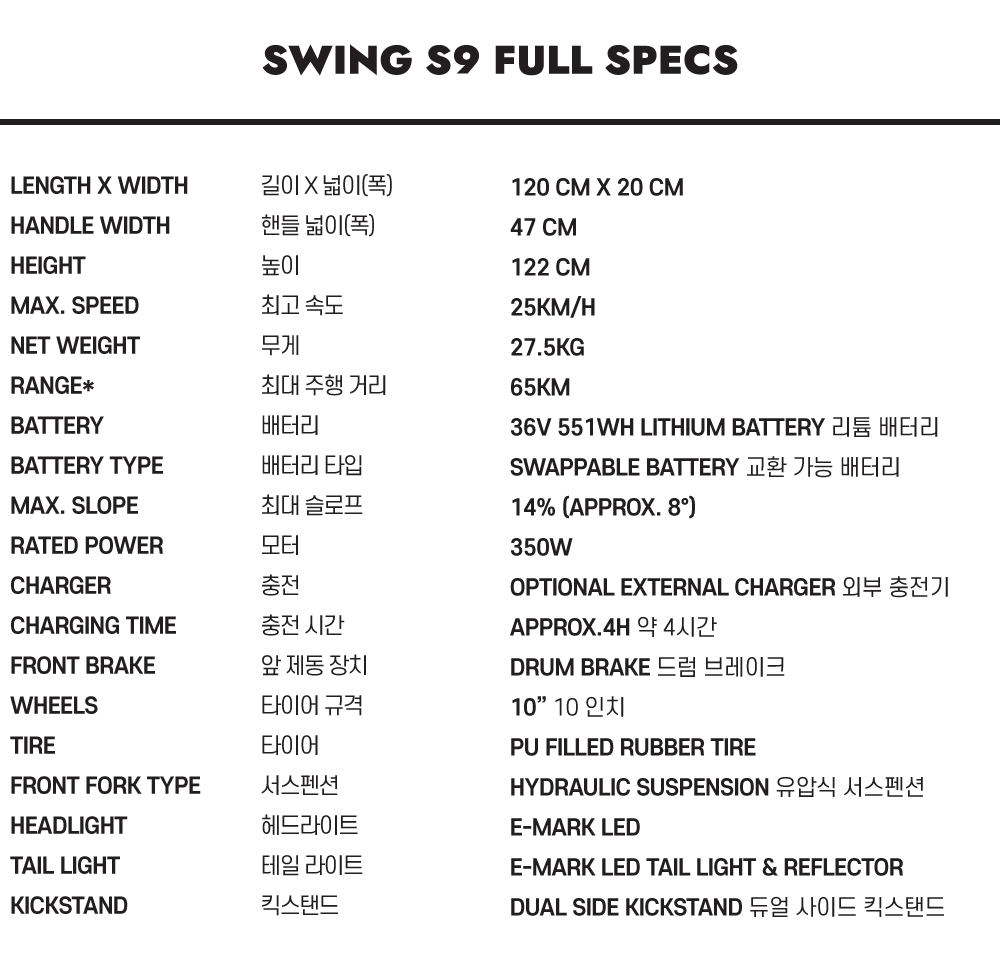 SWING S9 FULL SPECS
LENGTH X WIDTH 길이 X 넓이(폭) 120 CM X 20 CM
HANDLE WIDTH 핸들 넓이(폭) 47 CM
HEIGHT 높이 122 CM
MAX. SPEED 최고 속도 25KM/H
NET WEIGHT 무게 27.5KG
RANGE* 최대 주행 거리 65KM
BATTERY 배터리 36V 551WH LITHIUM BATTERY 리튬 배터리
BATTERY TYPE 배터리 타입 SWAPPABLE BATTERY 교환 가능 배터리
MAX. SLOPE 최대 슬로프 14% (APPROX. 8°)
RATED POWER 모터 350W
CHARGER 충전 OPTIONAL EXTERNAL CHARGER 외부 충전기
CHARGING TIME 충전 시간 APPROX.4H 약 4시간
FRONT BRAKE 앞 제동 장치 DRUM BRAKE 드럼 브레이크
WHEELS 타이어 규격 10” 10 인치
TIRE 타이어 PU FILLED RUBBER TIRE
FRONT FORK TYPE 서스펜션 HYDRAULIC SUSPENSION 유압식 서스펜션
HEADLIGHT 헤드라이트 E-MARK LED
TAIL LIGHT 테일 라이트 E-MARK LED TAIL LIGHT & REFLECTOR
KICKSTAND 킥스탠드 DUAL SIDE KICKSTAND 듀얼 사이드 킥스탠드